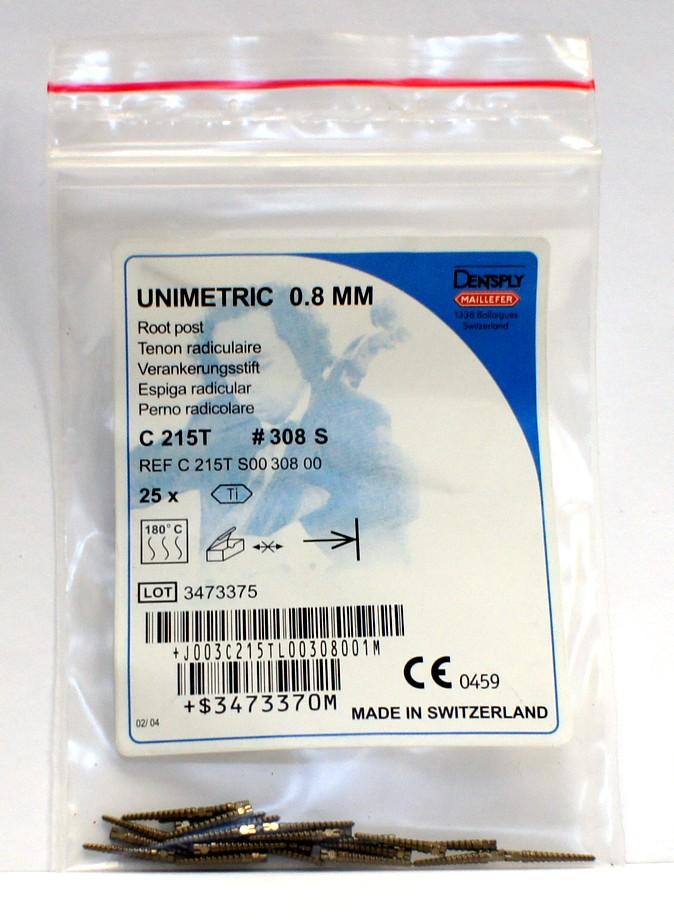 DENTSPLY
MAILLEFER
1338 Ballaigues
Switzerland
UNIMETRIC 0.8 MM
Root post
Tenon radiculaire
Verankerungsstift
Espiga radicular
Perno radicolare
C 215T # 308 S
REF C 215T S00 308 00
25 x Ti
180° C
LOT 3473375
+J003C215TL00308001M
CE 0459
+$3473370M
MADE IN SWITZERLAND
02/ 04